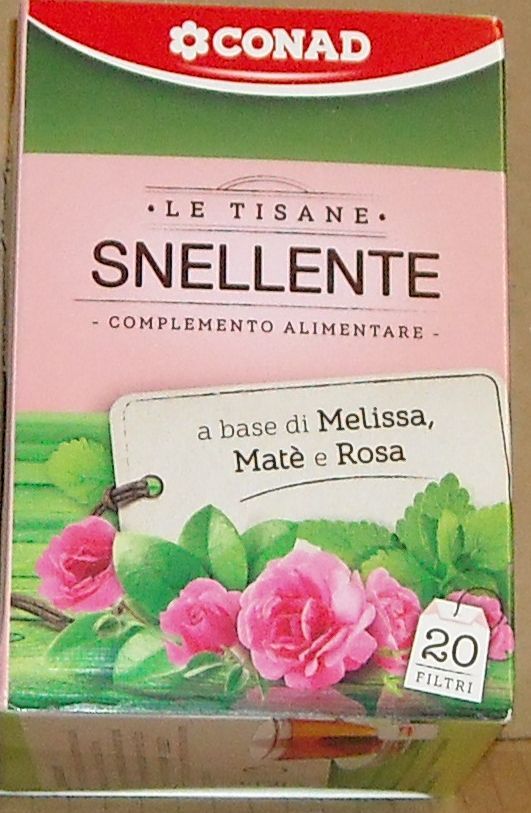 CONAD
• LE TISANE •
SNELLENTE
- COMPLEMENTO ALIMENTARE -
a base di Melissa,
Matè e Rosa
20
FILTRI